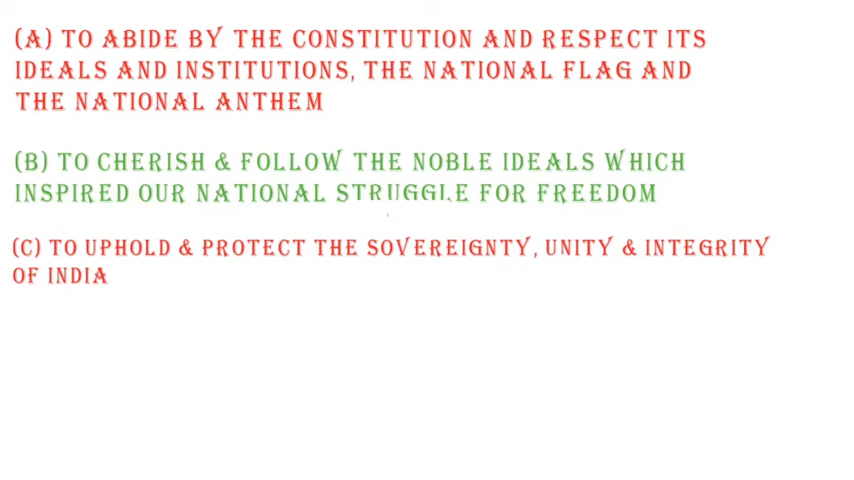 (A) TO ABIDE BY THE CONSTITUTION AND RESPECT ITS
IDEALS AND INSTITUTIONS, THE NATIONAL FLAG AND
THE NATIONAL ANTHEM
(B) TO CHERISH & FOLLOW THE NOBLE IDEALS WHICH
INSPIRED OUR NATIONAL STRUGGLE FOR FREEDOM
(C) TO UPHOLD & PROTECT THE SOVEREIGNTY, UNITY & INTEGRITY
OF INDIA